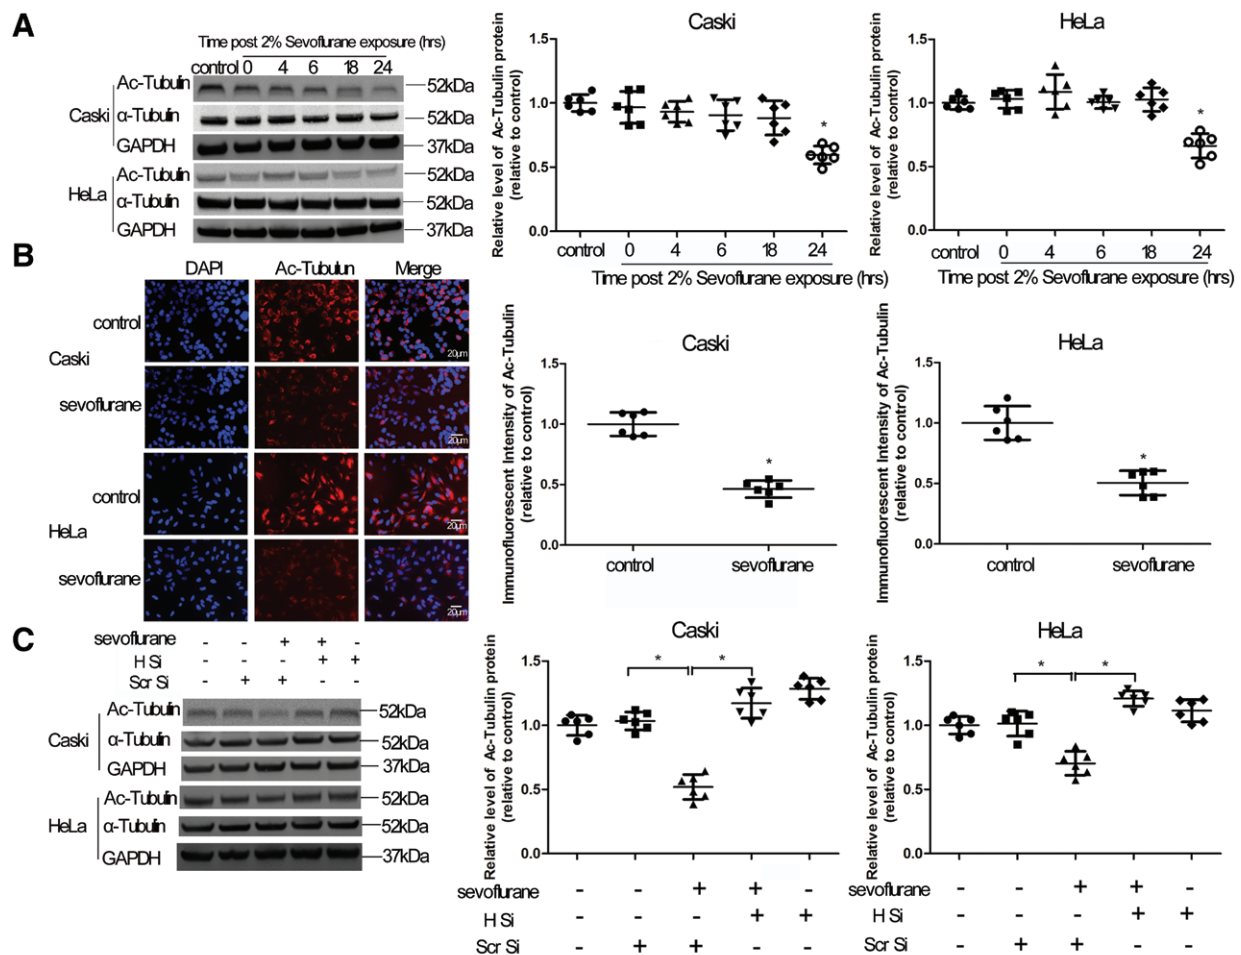 A
Time post 2% Sevoflurane exposure (hrs)
control 0 4 6 18 24
Caski
Ac-Tubulin 52kDa
α-Tubulin 52kDa
GAPDH 37kDa
HeLa
Ac-Tubulin 52kDa
α-Tubulin 52kDa
GAPDH 37kDa
Caski
Relative level of Ac-Tubulin protein
(relative to control)
1.5
1.0
0.5
0.0
*
control 0 4 6 18 24
Time post 2% Sevoflurane exposure (hrs)
HeLa
Relative level of Ac-Tubulin protein
(relative to control)
1.5
1.0
0.5
0.0
*
control 0 4 6 18 24
Time post 2% Sevoflurane exposure (hrs)
B
DAPI Ac-Tubulun Merge
Caski
control
20μm
sevoflurane
20μm
HeLa
control
20μm
sevoflurane
20μm
Caski
Immunofluorescent Intensity of Ac-Tubulin
(relative to control)
1.5
1.0
0.5
0.0
*
control sevoflurane
HeLa
Immunofluorescent Intensity of Ac-Tubulin
(relative to control)
1.5
1.0
0.5
0.0
*
control sevoflurane
C
sevoflurane - - + + -
H Si - - - + +
Scr Si - + + - -
Caski
Ac-Tubulin 52kDa
α-Tubulin 52kDa
GAPDH 37kDa
HeLa
Ac-Tubulin 52kDa
α-Tubulin 52kDa
GAPDH 37kDa
Caski
Relative level of Ac-Tubulin protein
(relative to control)
1.5
1.0
0.5
0.0
* *
sevoflurane - - + + -
H Si - - - + +
Scr Si - + + - -
HeLa
Relative level of Ac-Tubulin protein
(relative to control)
1.5
1.0
0.5
0.0
* *
sevoflurane - - + + -
H Si - - - + +
Scr Si - + + - -